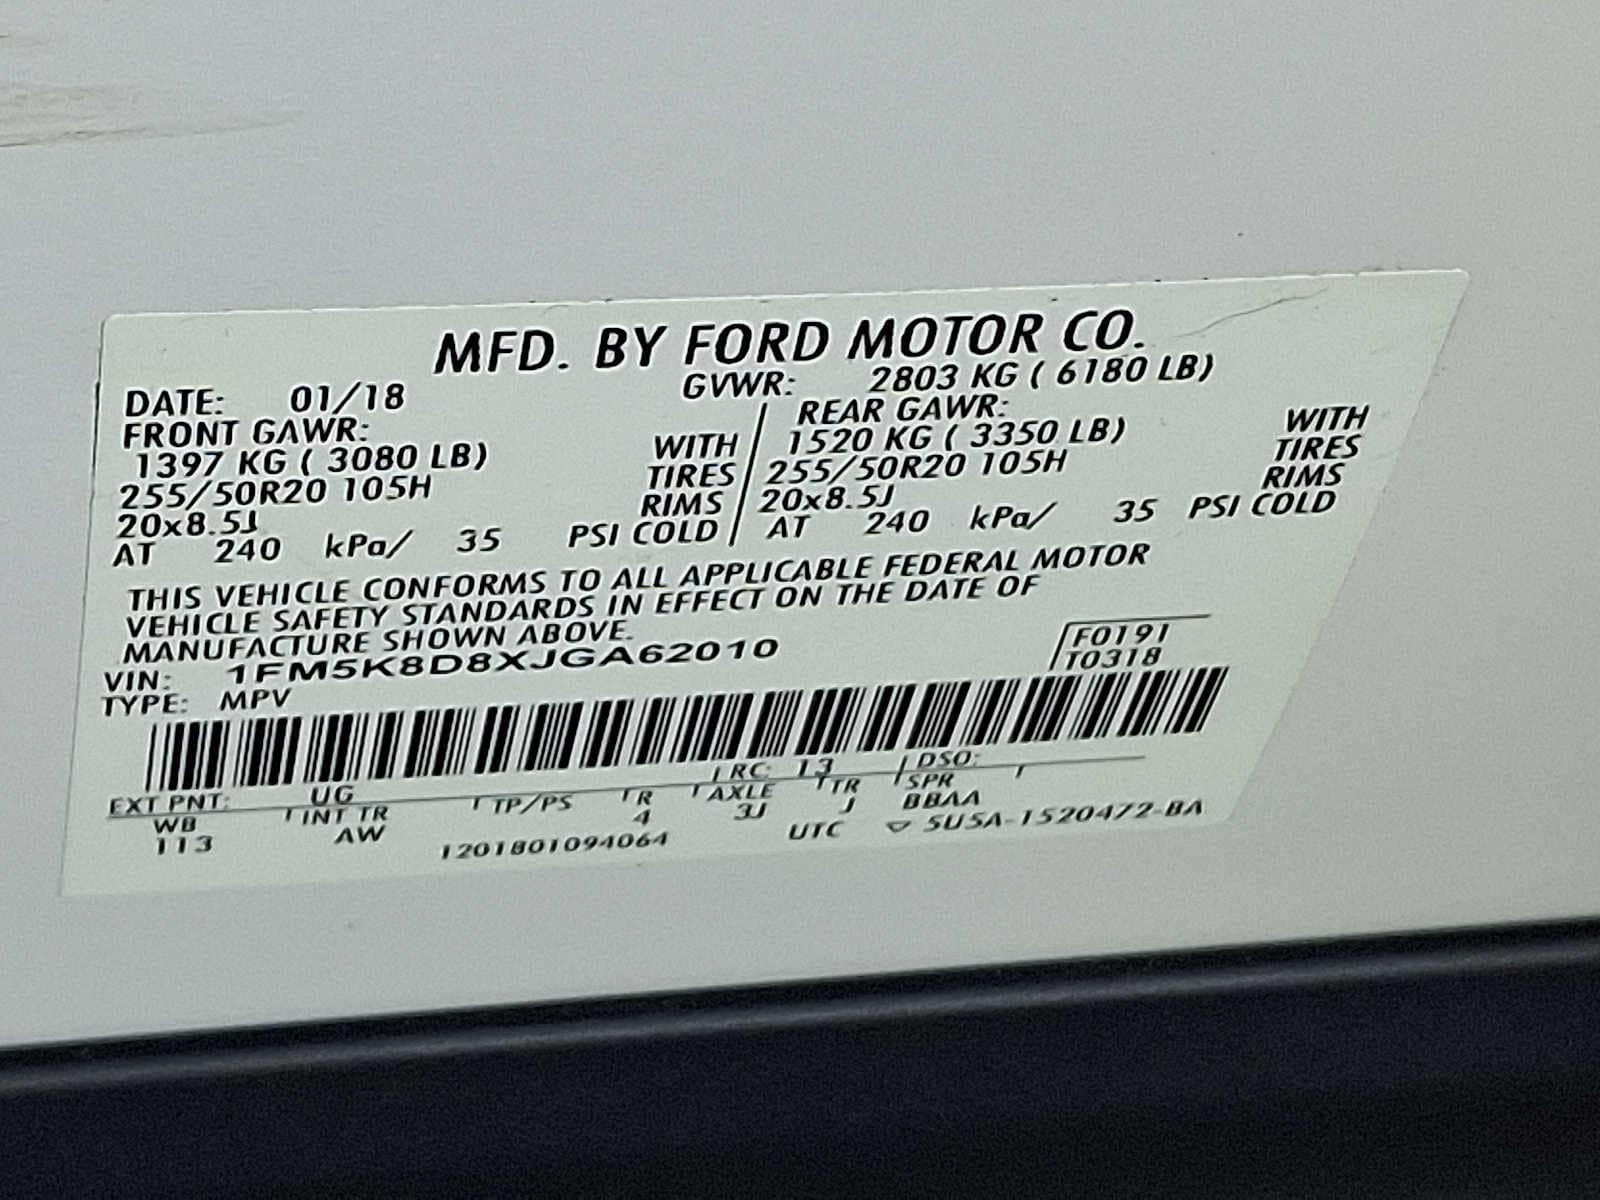 MFD. BY FORD MOTOR CO.
DATE: 01/18 GVWR: 2803 KG ( 6180 LB)
FRONT GAWR: REAR GAWR:
1397 KG ( 3080 LB) WITH 1520 KG ( 3350 LB) WITH
255/50R20 105H TIRES 255/50R20 105H TIRES
20x8.5J RIMS 20x8.5J RIMS
AT 240 kPa/ 35 PSI COLD AT 240 kPa/ 35 PSI COLD
THIS VEHICLE CONFORMS TO ALL APPLICABLE FEDERAL MOTOR
VEHICLE SAFETY STANDARDS IN EFFECT ON THE DATE OF
MANUFACTURE SHOWN ABOVE.
VIN: 1FM5K8D8XJGA62010 F0191
TYPE: MPV T0318
EXT PNT: UG RC: 13 DSO:
WB INT TR TP/PS R AXLE TR SPR
113 AW 4 3J J BBAA
1201801094064 UTC ▽ 5U5A-1520472-BA